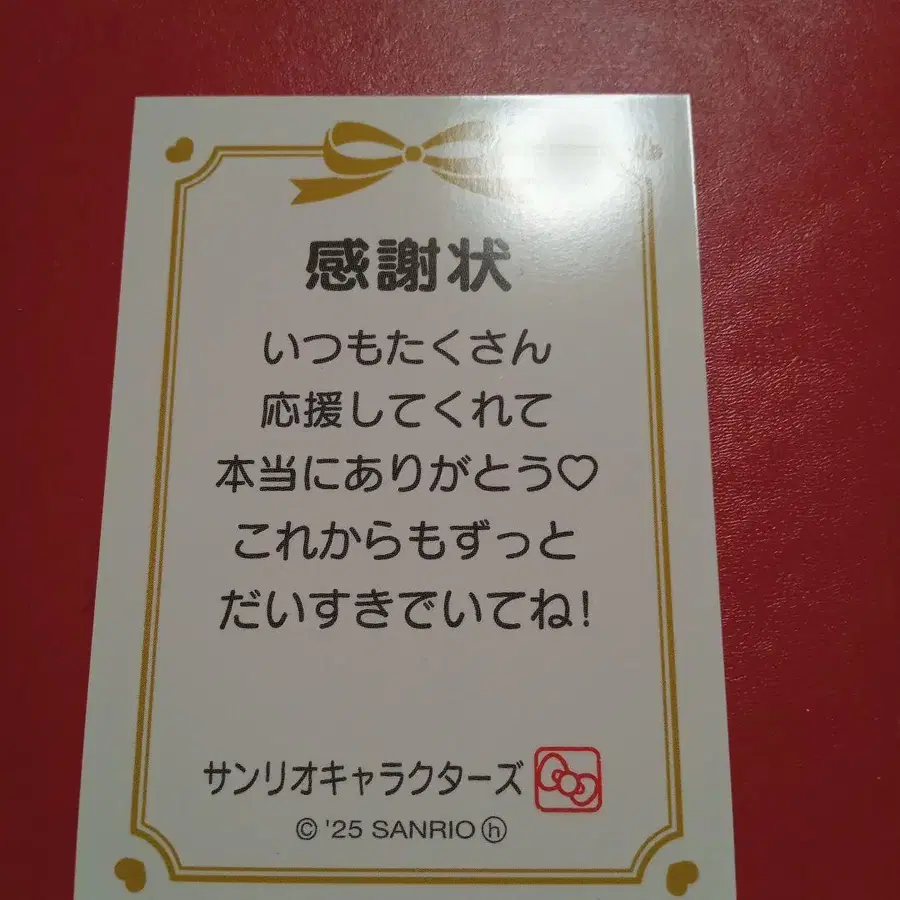 感謝状
いつもたくさん
応援してくれて
本当にありがとう♡
これからもずっと
だいすきでいてね!
サンリオキャラクターズ
© '25 SANRIO ⓗ